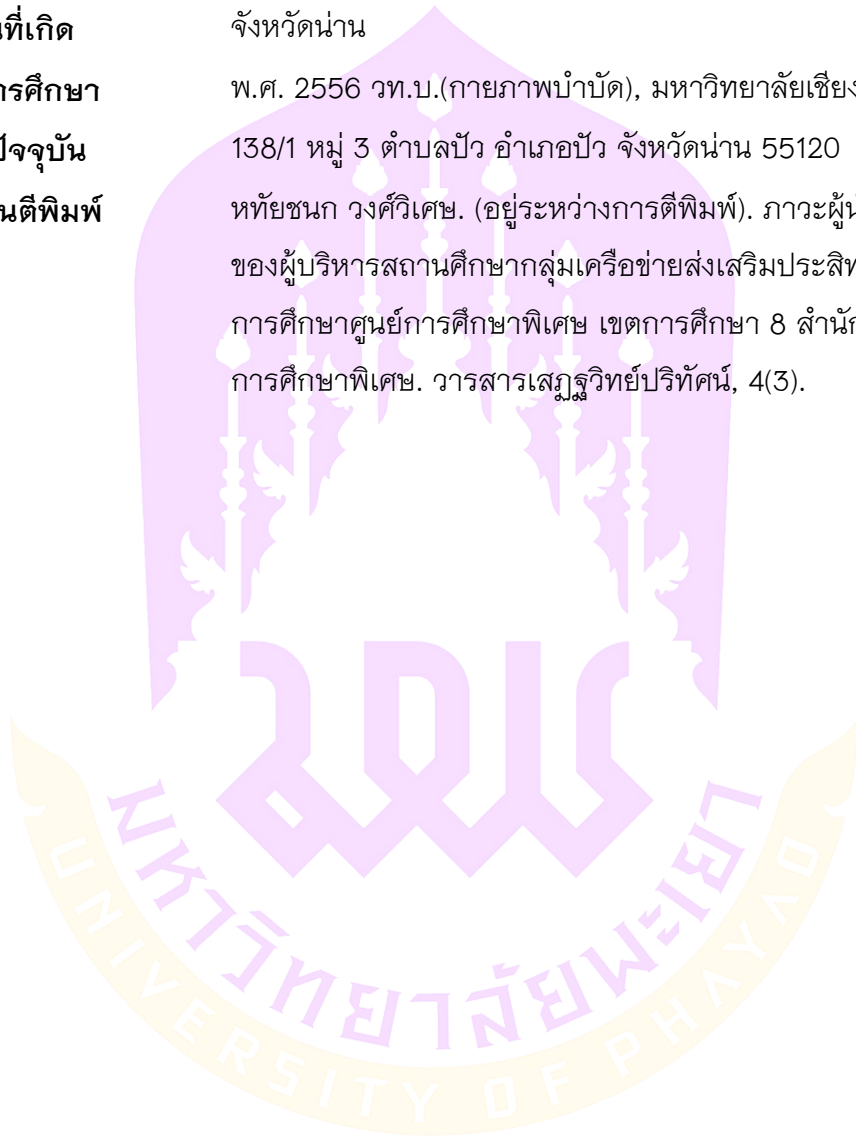 นที่เกิด จังหวัดน่าน
ารศึกษา พ.ศ. 2556 วท.บ.(กายภาพบำบัด), มหาวิทยาลัยเชียง
ปัจจุบัน 138/1 หมู่ 3 ตำบลปัว อำเภอปัว จังหวัดน่าน 55120
นตีพิมพ์ หทัยชนก วงศ์วิเศษ. (อยู่ระหว่างการตีพิมพ์). ภาวะผู้น
ของผู้บริหารสถานศึกษากลุ่มเครือข่ายส่งเสริมประสิท
การศึกษาศูนย์การศึกษาพิเศษ เขตการศึกษา 8 สำนัก
การศึกษาพิเศษ. วารสารเสฏฐวิทย์ปริทัศน์, 4(3).
มหาวิทยาลัยพะเยา
UNIVERSITY OF PHAYAO